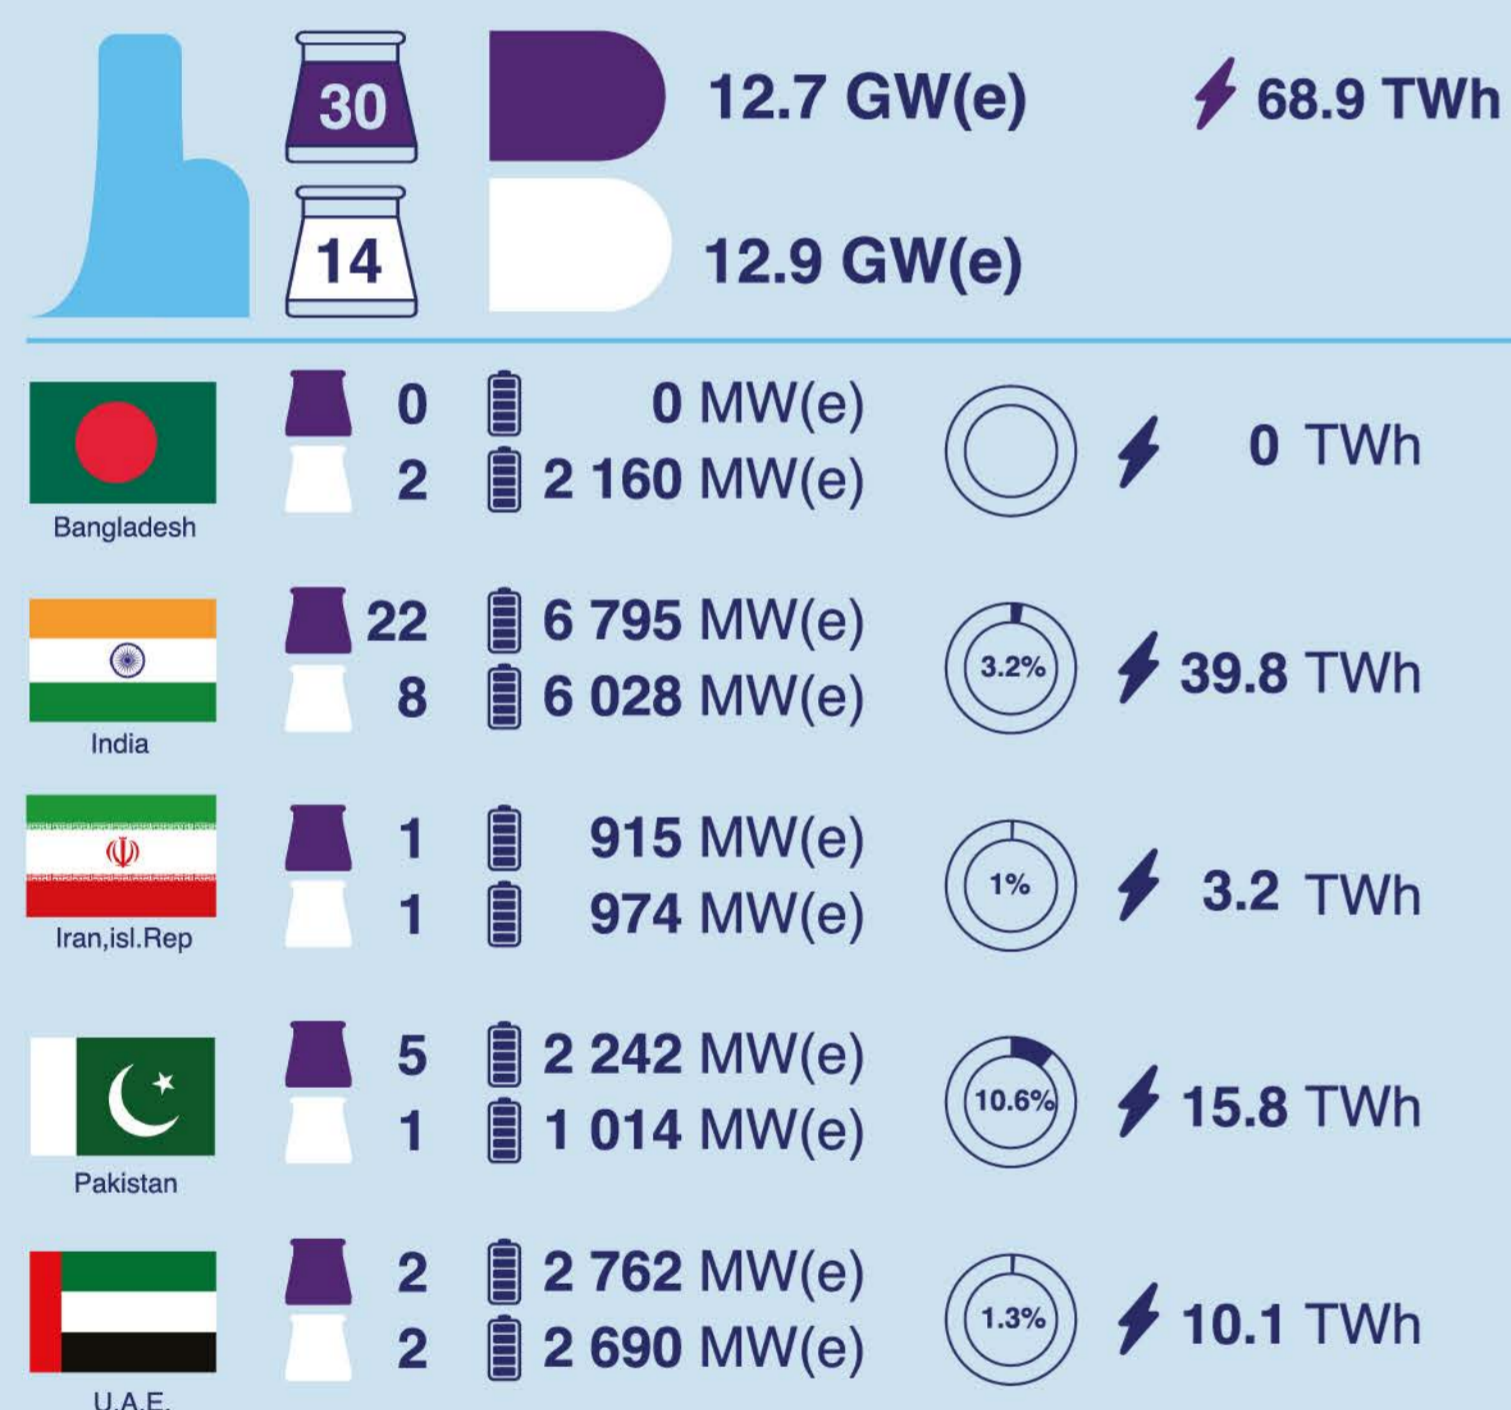 30 12.7 GW(e) 68.9 TWh
14 12.9 GW(e)
0 0 MW(e) 0 TWh
2 2 160 MW(e)
Bangladesh
22 6 795 MW(e) 3.2% 39.8 TWh
8 6 028 MW(e)
India
1 915 MW(e) 1% 3.2 TWh
1 974 MW(e)
Iran,isl.Rep
5 2 242 MW(e) 10.6% 15.8 TWh
1 1 014 MW(e)
Pakistan
2 2 762 MW(e) 1.3% 10.1 TWh
2 2 690 MW(e)
U.A.E.